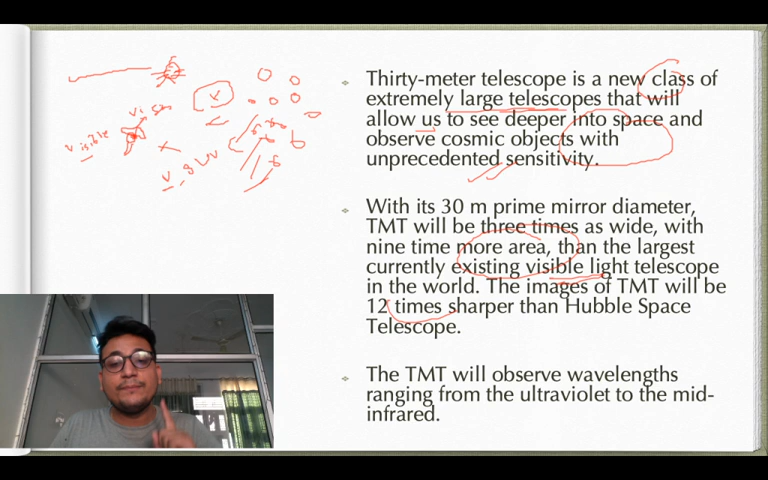 Thirty-meter telescope is a new class of
extremely large telescopes that will
allow us to see deeper into space and
observe cosmic objects with
unprecedented sensitivity.
With its 30 m prime mirror diameter,
TMT will be three times as wide, with
nine time more area, than the largest
currently existing visible light telescope
in the world. The images of TMT will be
12 times sharper than Hubble Space
Telescope.
The TMT will observe wavelengths
ranging from the ultraviolet to the mid-
infrared.